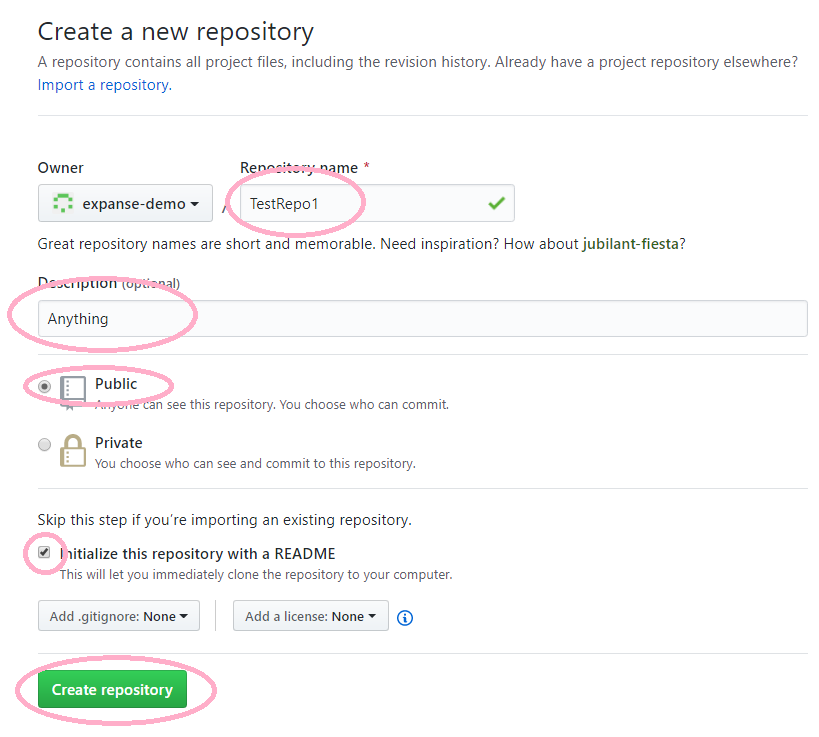 Create a new repository
A repository contains all project files, including the revision history. Already have a project repository elsewhere?
Import a repository.
Owner
Repository name *
expanse-demo
/
TestRepo1
Great repository names are short and memorable. Need inspiration? How about jubilant-fiesta?
Description (optional)
Anything
Public
Anyone can see this repository. You choose who can commit.
Private
You choose who can see and commit to this repository.
Skip this step if you’re importing an existing repository.
Initialize this repository with a README
This will let you immediately clone the repository to your computer.
Add .gitignore: None
Add a license: None
Create repository